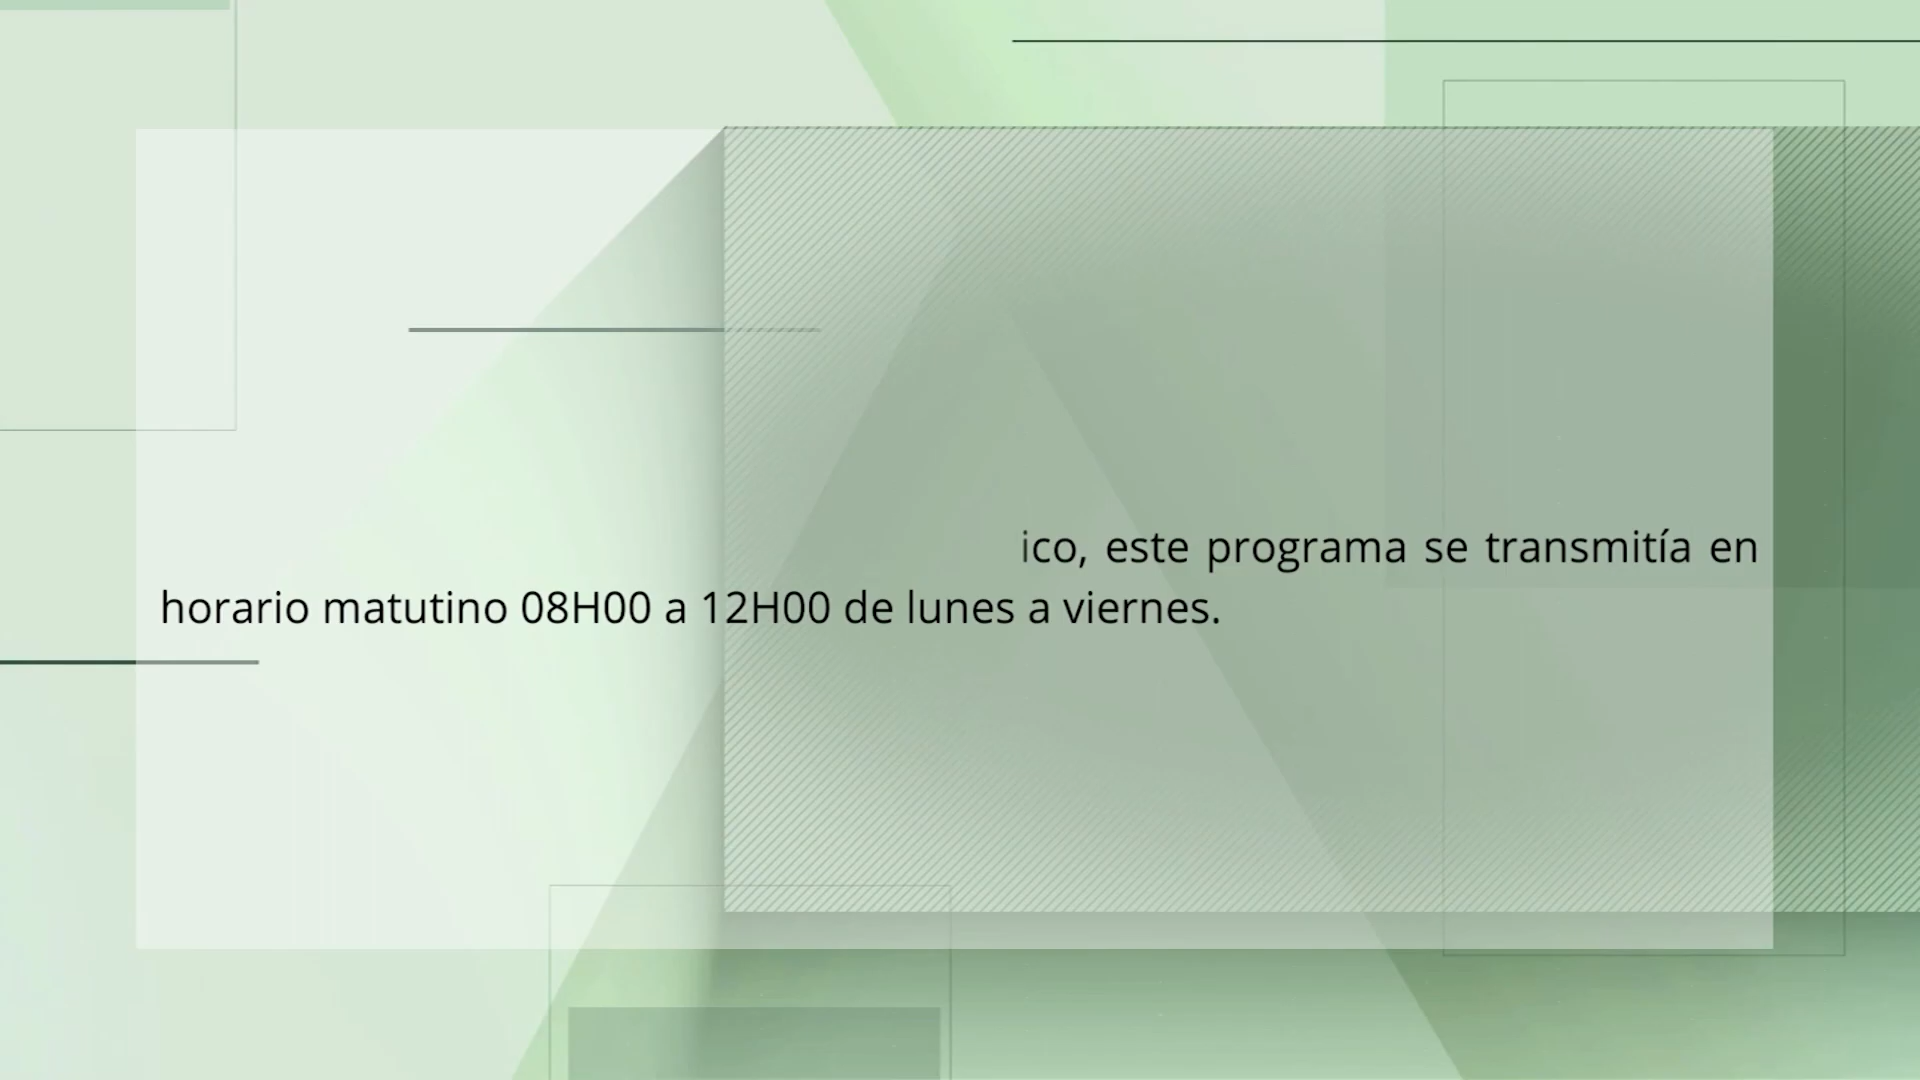 ico, este programa se transmitía en
horario matutino 08H00 a 12H00 de lunes a viernes.